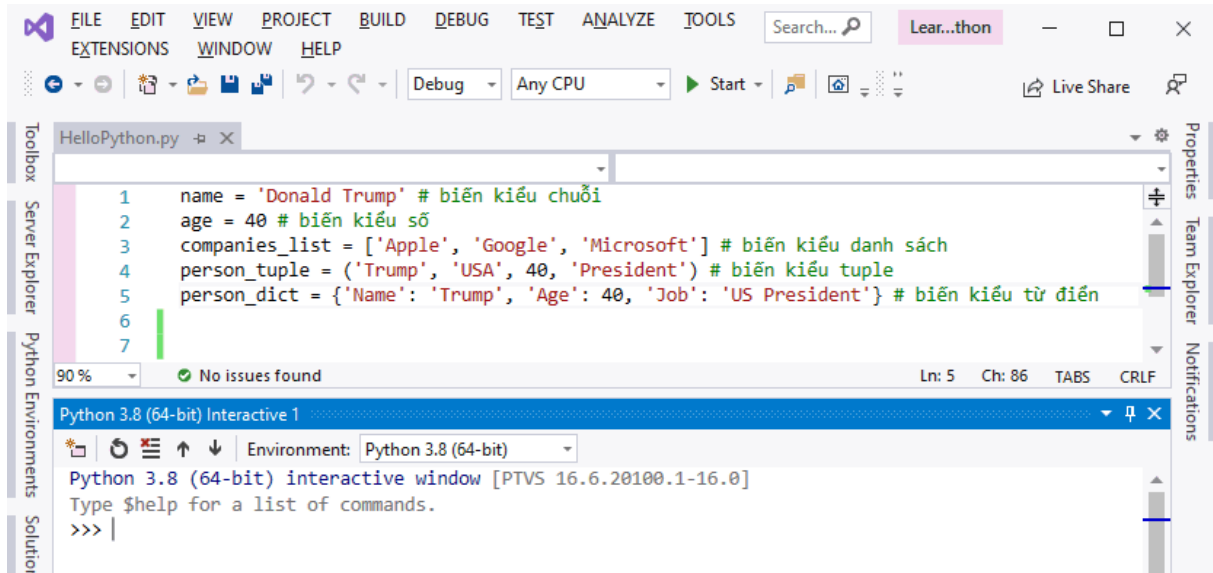 FILE EDIT VIEW PROJECT BUILD DEBUG TEST ANALYZE TOOLS Search... Lear...thon
EXTENSIONS WINDOW HELP
Debug Any CPU Start Live Share
HelloPython.py
1 name = 'Donald Trump' # biến kiểu chuỗi
2 age = 40 # biến kiểu số
3 companies_list = ['Apple', 'Google', 'Microsoft'] # biến kiểu danh sách
4 person_tuple = ('Trump', 'USA', 40, 'President') # biến kiểu tuple
5 person_dict = {'Name': 'Trump', 'Age': 40, 'Job': 'US President'} # biến kiểu từ điển
6
7
90 % No issues found Ln: 5 Ch: 86 TABS CRLF
Python 3.8 (64-bit) Interactive 1
Environment: Python 3.8 (64-bit)
Python 3.8 (64-bit) interactive window [PTVS 16.6.20100.1-16.0]
Type $help for a list of commands.
>>>
Toolbox
Server Explorer
Python Environments
Solution
Properties
Team Explorer
Notifications